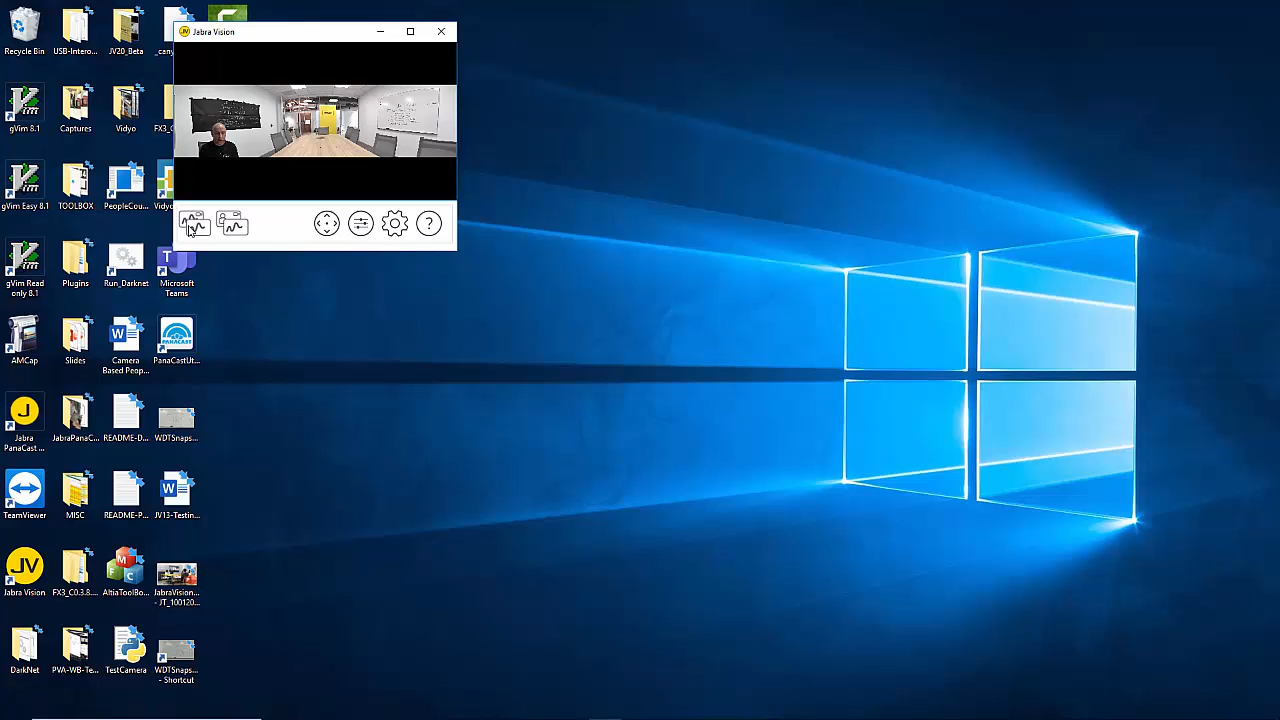 Jabra Vision
Recycle Bin
USB-Intero...
JV20_Beta
_cany
gVim 8.1
Captures
Vidyo
FX3_C
gVim Easy 8.1
TOOLBOX
PeopleCou...
Vidyo
gVim Read only 8.1
Plugins
Run_Darknet
Microsoft Teams
AMCap
Slides
Camera Based Peop...
PanaCastUt...
Jabra PanaCast ...
JabraPanaC...
README-D...
WDTSnaps...
TeamViewer
MISC
README-P...
JV13-Testin...
Jabra Vision
FX3_C0.3.8....
AltiaToolBo...
JabraVision... - JT_100120...
DarkNet
PVA-WB-Te...
TestCamera
WDTSnaps... - Shortcut